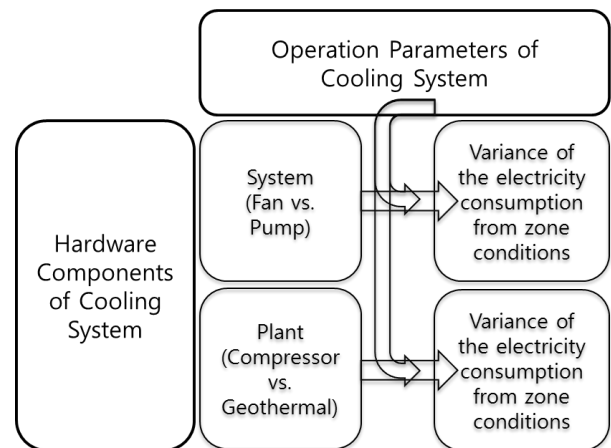 Operation Parameters of
Cooling System
Hardware
Components
of Cooling
System
System
(Fan vs.
Pump)
Variance of
the electricity
consumption
from zone
conditions
Plant
(Compressor
vs.
Geothermal)
Variance of
the electricity
consumption
from zone
conditions